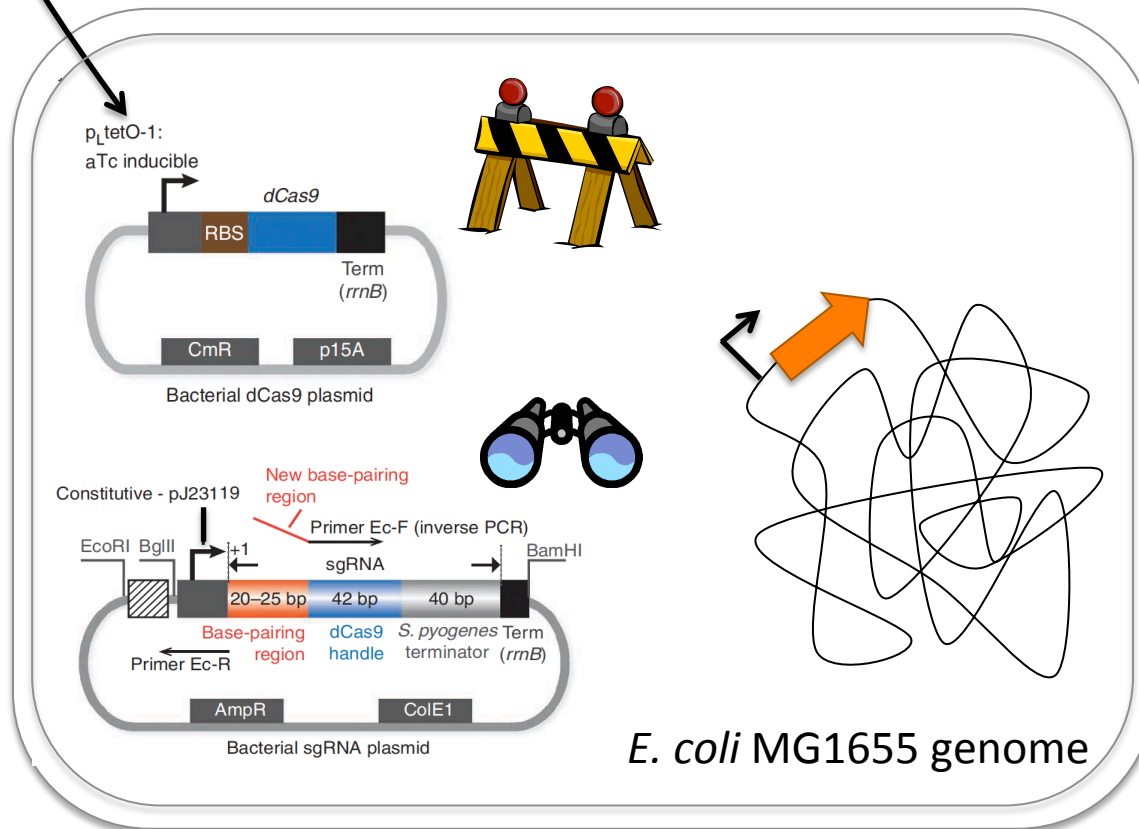 pLtetO-1:
aTc inducible
dCas9
RBS
Term
(rrnB)
CmR
p15A
Bacterial dCas9 plasmid
New base-pairing
region
Constitutive - pJ23119
Primer Ec-F (inverse PCR)
EcoRI
BglII
+1
sgRNA
BamHI
20–25 bp
42 bp
40 bp
Base-pairing
region
dCas9
handle
S. pyogenes
terminator
Term
(rrnB)
Primer Ec-R
AmpR
ColE1
Bacterial sgRNA plasmid
E. coli MG1655 genome